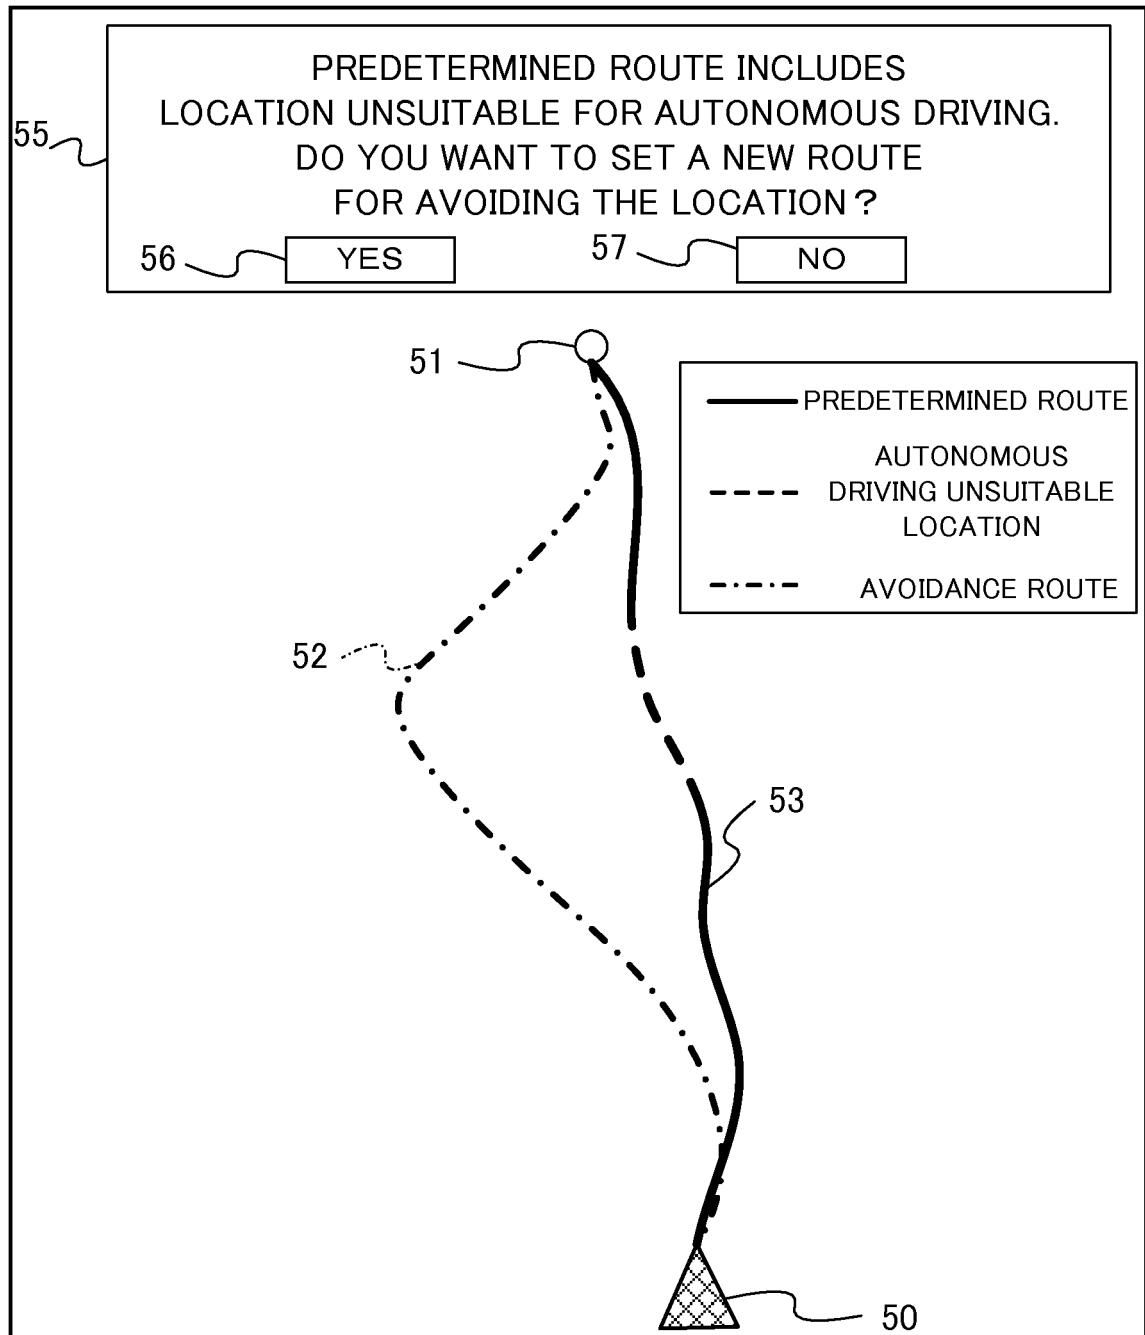 PREDETERMINED ROUTE INCLUDES
LOCATION UNSUITABLE FOR AUTONOMOUS DRIVING.
DO YOU WANT TO SET A NEW ROUTE
FOR AVOIDING THE LOCATION?
55
56
YES
57
NO
51
PREDETERMINED ROUTE
AUTONOMOUS
DRIVING UNSUITABLE
LOCATION
AVOIDANCE ROUTE
52
53
50